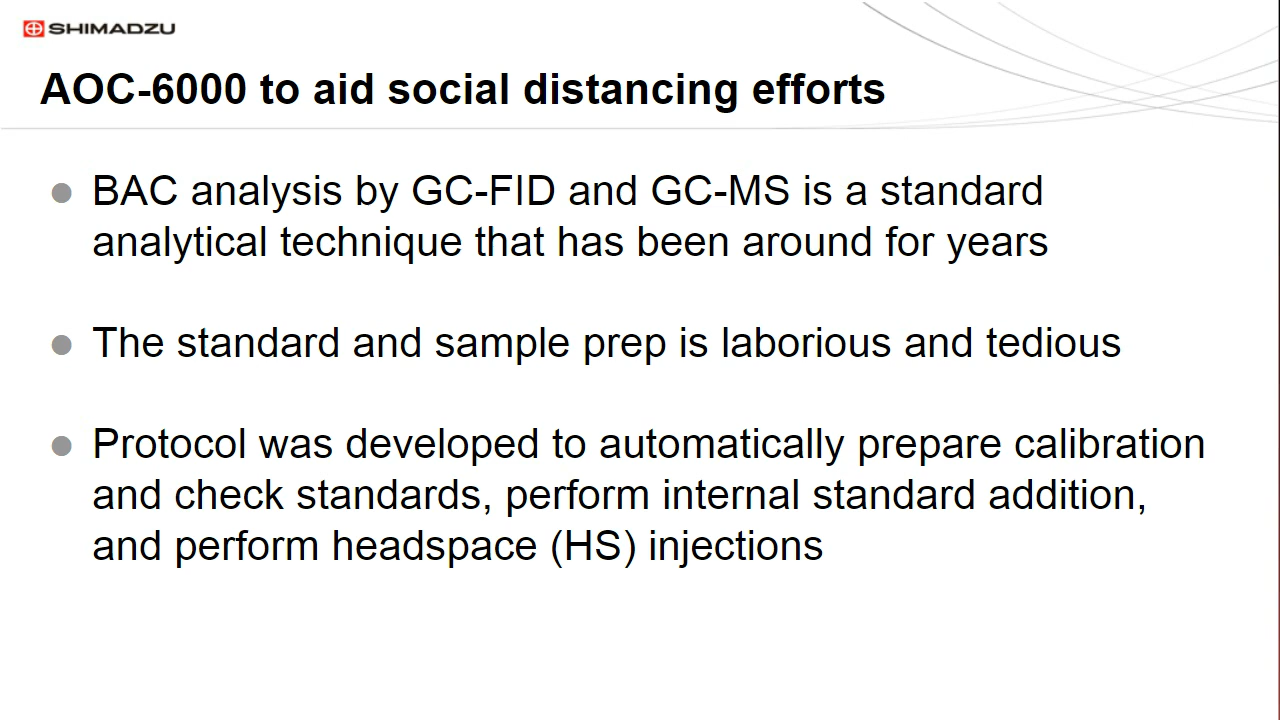 SHIMADZU
AOC-6000 to aid social distancing efforts
BAC analysis by GC-FID and GC-MS is a standard
analytical technique that has been around for years
The standard and sample prep is laborious and tedious
Protocol was developed to automatically prepare calibration
and check standards, perform internal standard addition,
and perform headspace (HS) injections